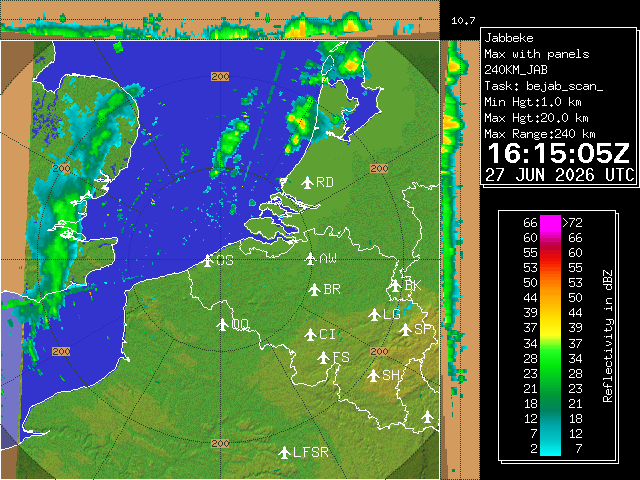 10.7
Jabbeke
Max with panels
240KM_JAB
Task: bejab_scan_
Min Hgt:1.0 km
Max Hgt:20.0 km
Max Range:240 km
16:15:05Z
27 JUN 2026 UTC
200
200
200
RD
OS
AW
BR
BK
LG
SP
QO
CI
FS
SH
200
200
200
LFSR
66 >72
60 66
55 60
53 55
50 53
44 50
39 44
37 39
34 37
28 34
23 28
21 23
18 21
12 18
7 12
2 7
Reflectivity in dBZ